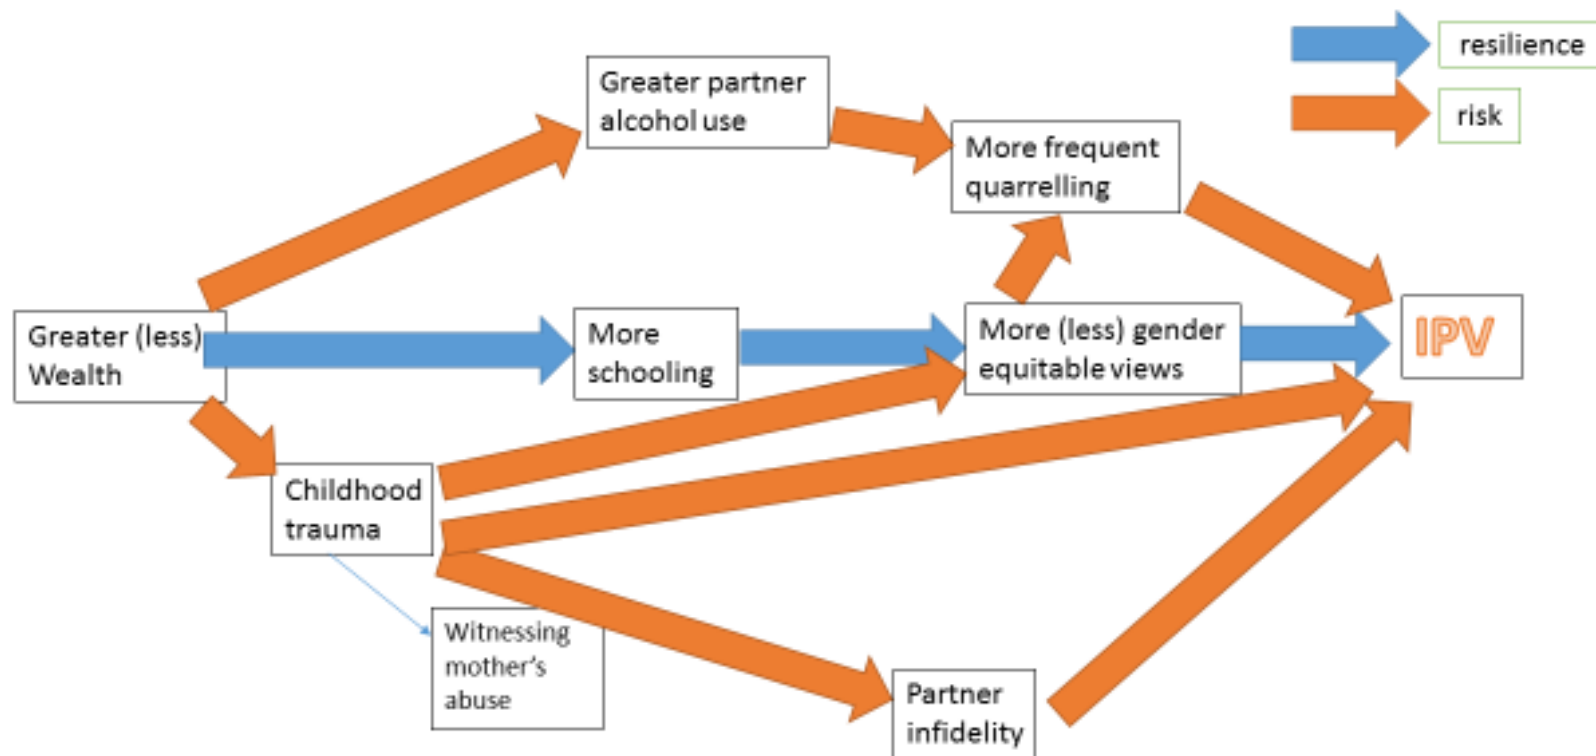 resilience
risk
Greater partner
alcohol use
More frequent
quarrelling
Greater (less)
Wealth
More
schooling
More (less) gender
equitable views
IPV
Childhood
trauma
Witnessing
mother's
abuse
Partner
infidelity